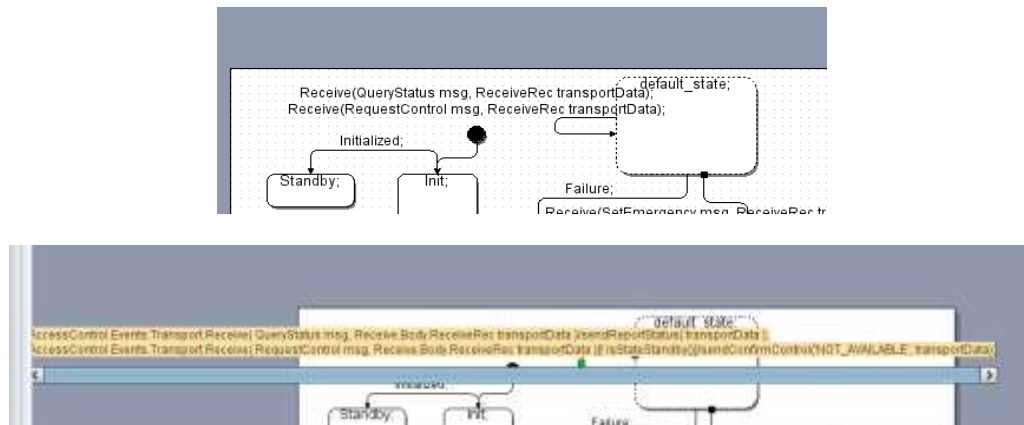 default_state;
Receive(QueryStatus msg, ReceiveRec transportData);
Receive(RequestControl msg, ReceiveRec transportData);
Initialized;
Standby;
Init;
Failure;
Receive(SetEmergency msg, ReceiveRec tr
default_state;
AccessControl.Events.Transport.Receive( QueryStatus msg, Receive.Body.ReceiveRec transportData )/sendReportStatus( transportData );
AccessControl.Events.Transport.Receive( RequestControl msg, Receive.Body.ReceiveRec transportData )[! isStateStandby()]/sendConfirmControl('NOT_AVAILABLE', transportData);
Initialized;
Standby;
Init;
Failure;